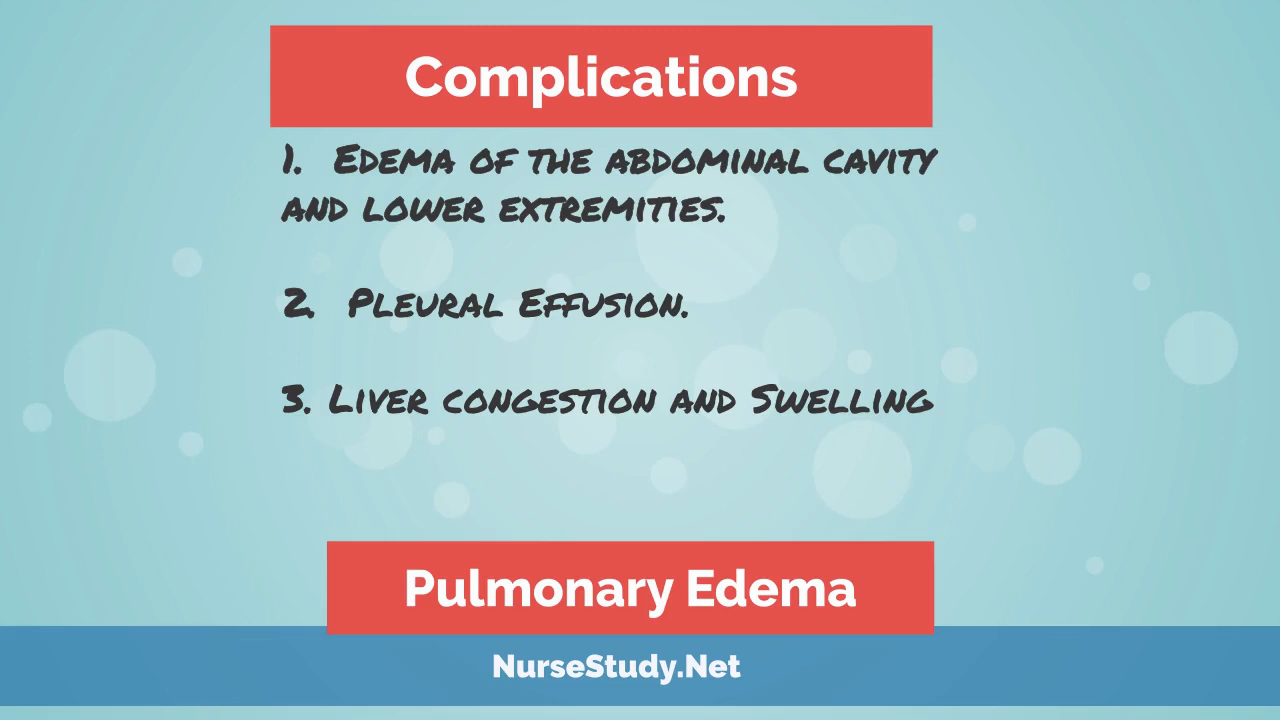 Complications
1. Edema of the abdominal cavity
and lower extremities.
2. Pleural Effusion.
3. Liver congestion and Swelling
Pulmonary Edema
NurseStudy.Net